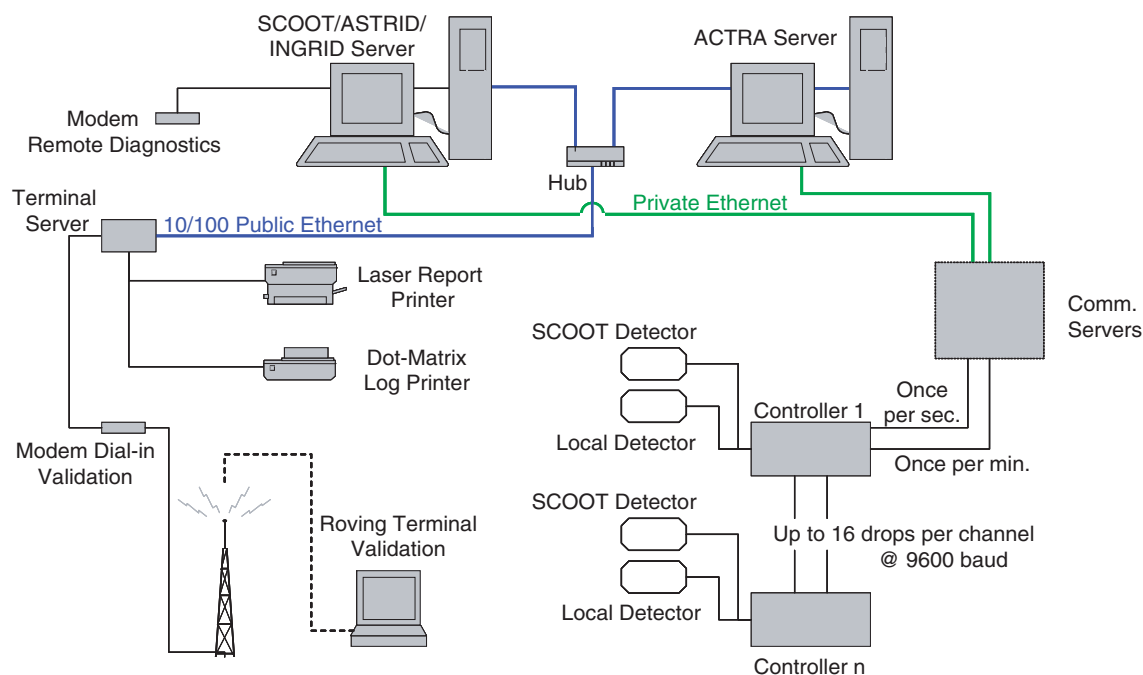 SCOOT/ASTRID/
INGRID Server
ACTRA Server
Modem
Remote Diagnostics
Hub
Terminal
Server
Private Ethernet
10/100 Public Ethernet
Laser Report
Printer
Comm.
Servers
SCOOT Detector
Dot-Matrix
Log Printer
Once
per sec.
Controller 1
Local Detector
Modem Dial-in
Validation
Once per min.
SCOOT Detector
Roving Terminal
Validation
Up to 16 drops per channel
@ 9600 baud
Local Detector
Controller n